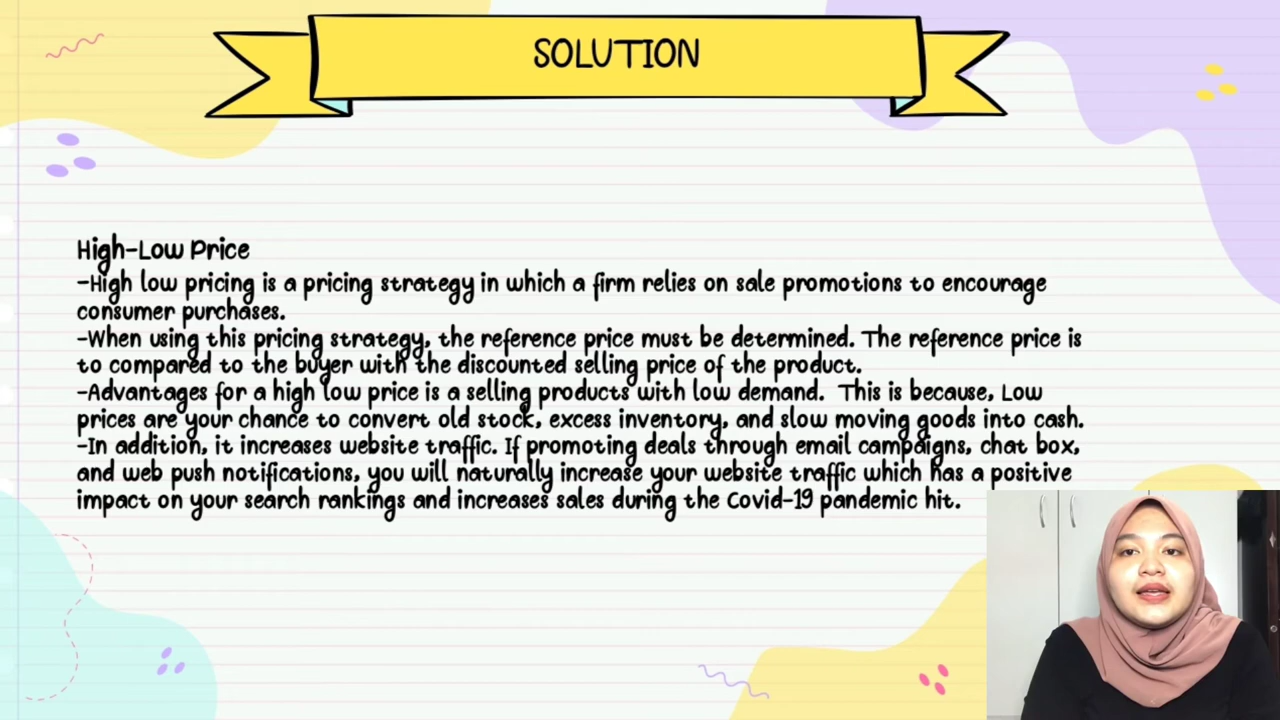 SOLUTION
High-Low Price
-High low pricing is a pricing strategy in which a firm relies on sale promotions to encourage
consumer purchases.
-When using this pricing strategy, the reference price must be determined. The reference price is
to compared to the buyer with the discounted selling price of the product.
-Advantages for a high low price is a selling products with low demand. This is because, Low
prices are your chance to convert old stock, excess inventory, and slow moving goods into cash.
-In addition, it increases website traffic. If promoting deals through email campaigns, chat box,
and web push notifications, you will naturally increase your website traffic which has a positive
impact on your search rankings and increases sales during the Covid-19 pandemic hit.